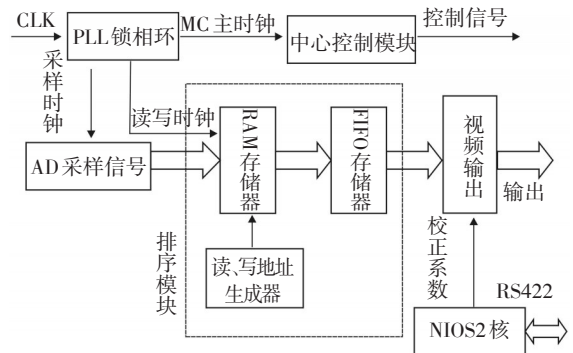 CLK
PLL锁相环
MC主时钟
中心控制模块
控制信号
采样时钟
读写时钟
AD采样信号
RAM存储器
FIFO存储器
视频输出
输出
排序模块
读、写地址
生成器
校正系数
RS422
NIOS2核